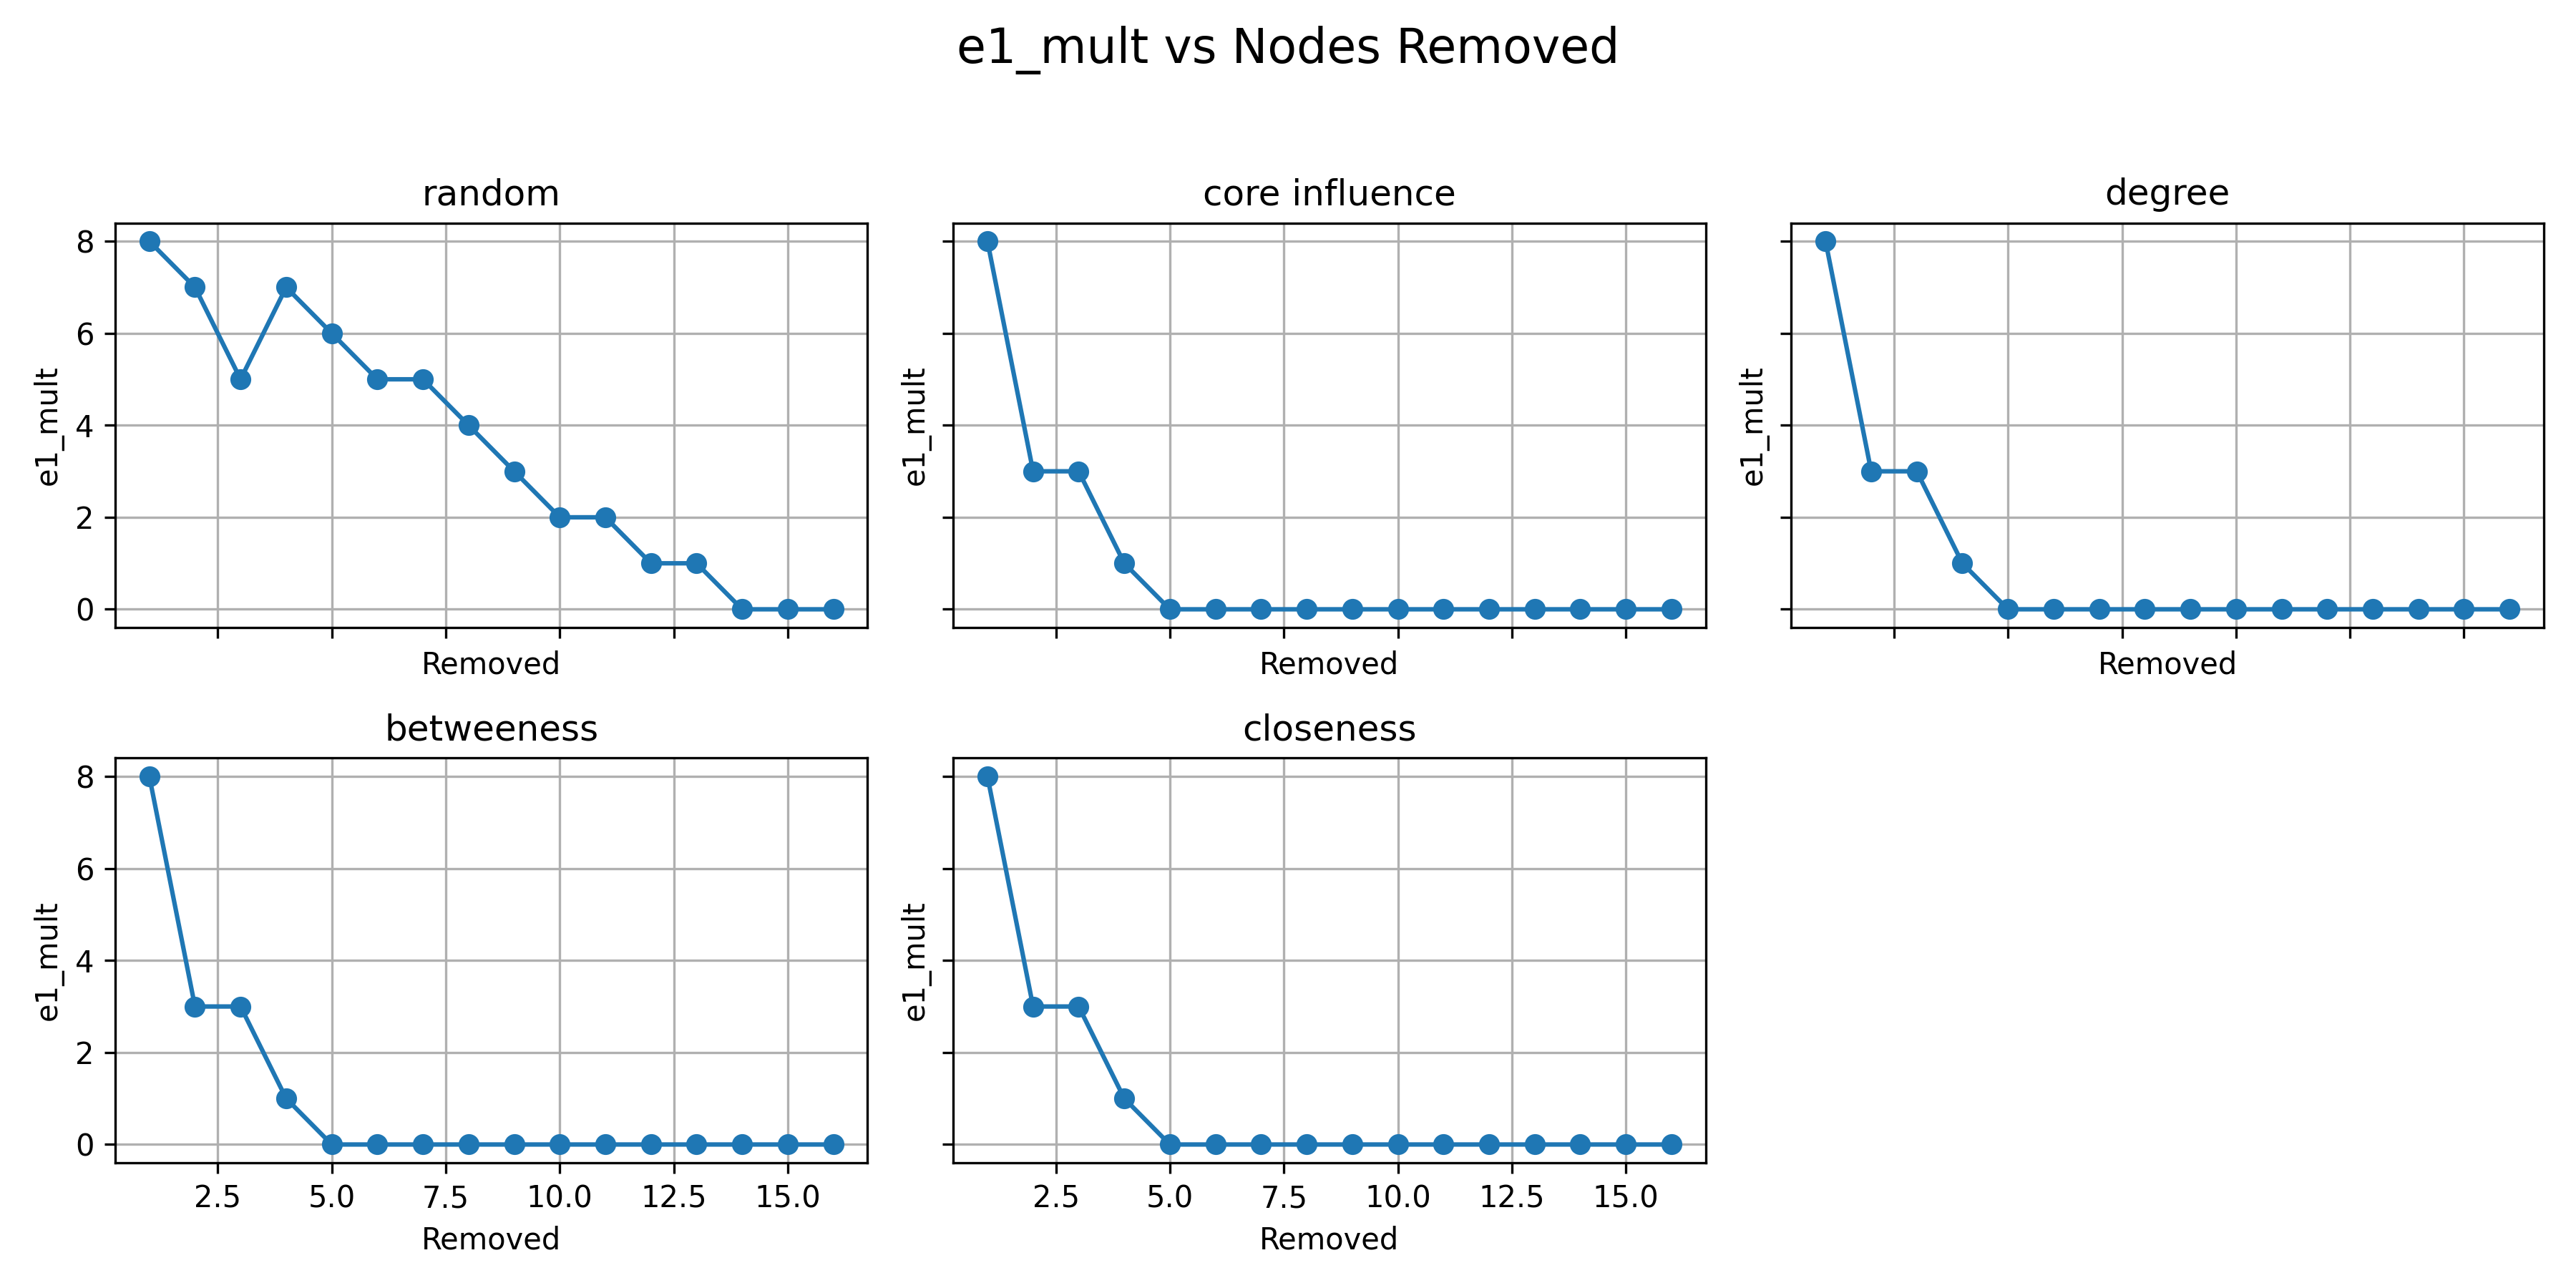 e1_mult vs Nodes Removed
random
core influence
degree
8
6
4
2
0
e1_mult
e1_mult
e1_mult
Removed
Removed
Removed
betweeness
closeness
8
6
4
2
0
e1_mult
e1_mult
2.5 5.0 7.5 10.0 12.5 15.0
2.5 5.0 7.5 10.0 12.5 15.0
Removed
Removed